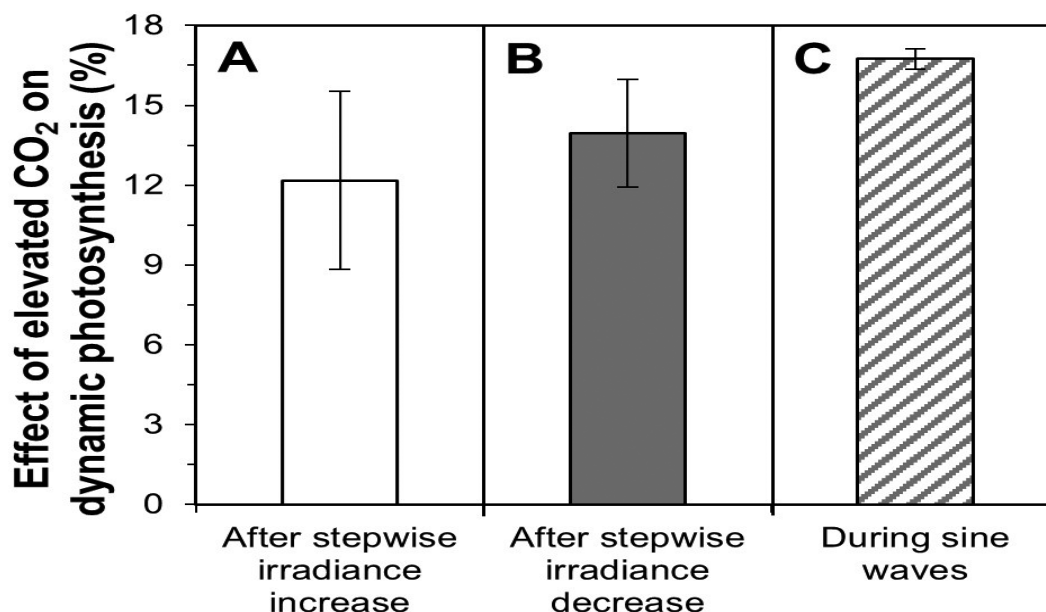 Effect of elevated CO₂ on
dynamic photosynthesis (%)
18
15
12
9
6
3
0
A
B
C
After stepwise
irradiance
increase
After stepwise
irradiance
decrease
During sine
waves